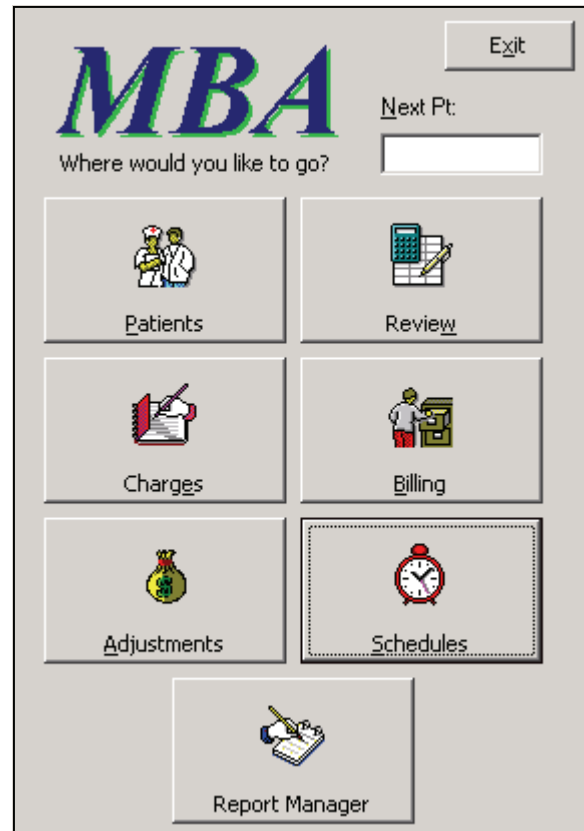 Exit
MBA
Next Pt:
Where would you like to go?
Patients
Review
Charges
Billing
$
Adjustments
Schedules
Report Manager